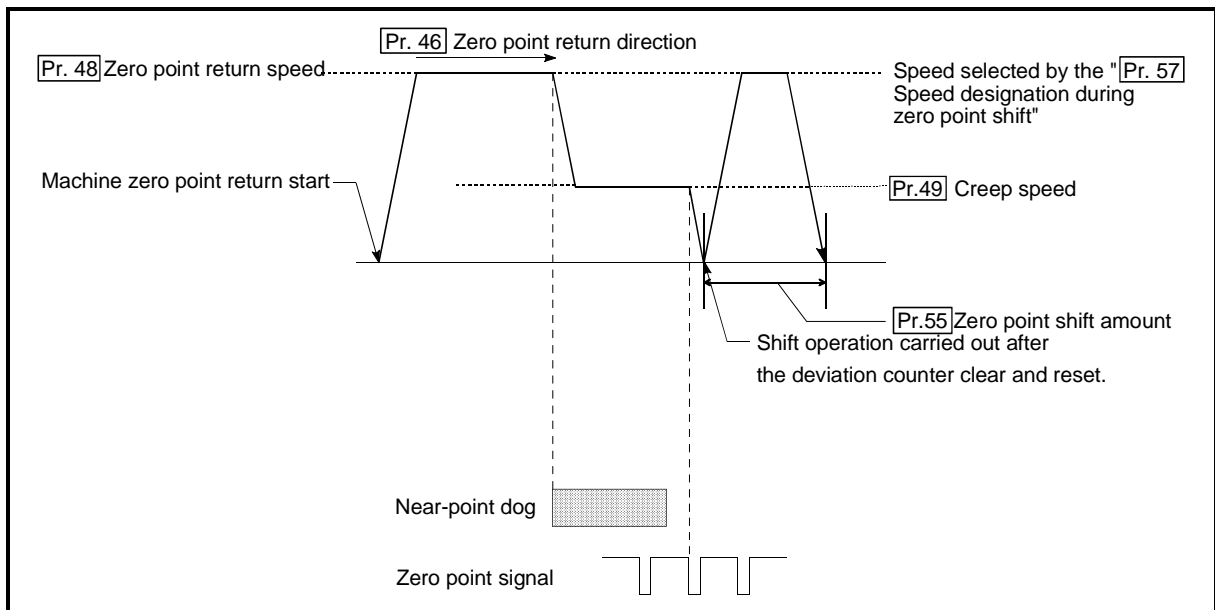 Pr. 46 Zero point return direction
Pr. 48 Zero point return speed
Speed selected by the "Pr. 57
Speed designation during
zero point shift"
Machine zero point return start
Pr.49 Creep speed
Pr.55 Zero point shift amount
Shift operation carried out after
the deviation counter clear and reset.
Near-point dog
Zero point signal